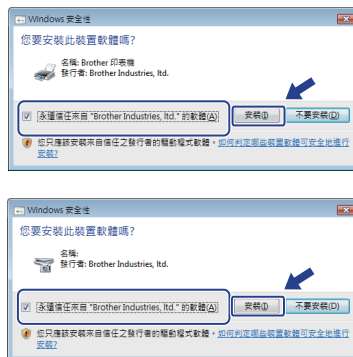 Windows 安全性
您要安裝此裝置軟體嗎?
名稱: Brother 印表機
發行者: Brother Industries, ltd.
永遠信任來自 "Brother Industries, ltd." 的軟體(A)
安裝(I)
不要安裝(D)
您只應該安裝來自信任之發行者的驅動程式軟體。如何判定哪些裝置軟體可安全地進行
安裝?
Windows 安全性
您要安裝此裝置軟體嗎?
名稱:
發行者: Brother Industries, ltd.
永遠信任來自 "Brother Industries, ltd." 的軟體(A)
安裝(I)
不要安裝(D)
您只應該安裝來自信任之發行者的驅動程式軟體。如何判定哪些裝置軟體可安全地進行
安裝?